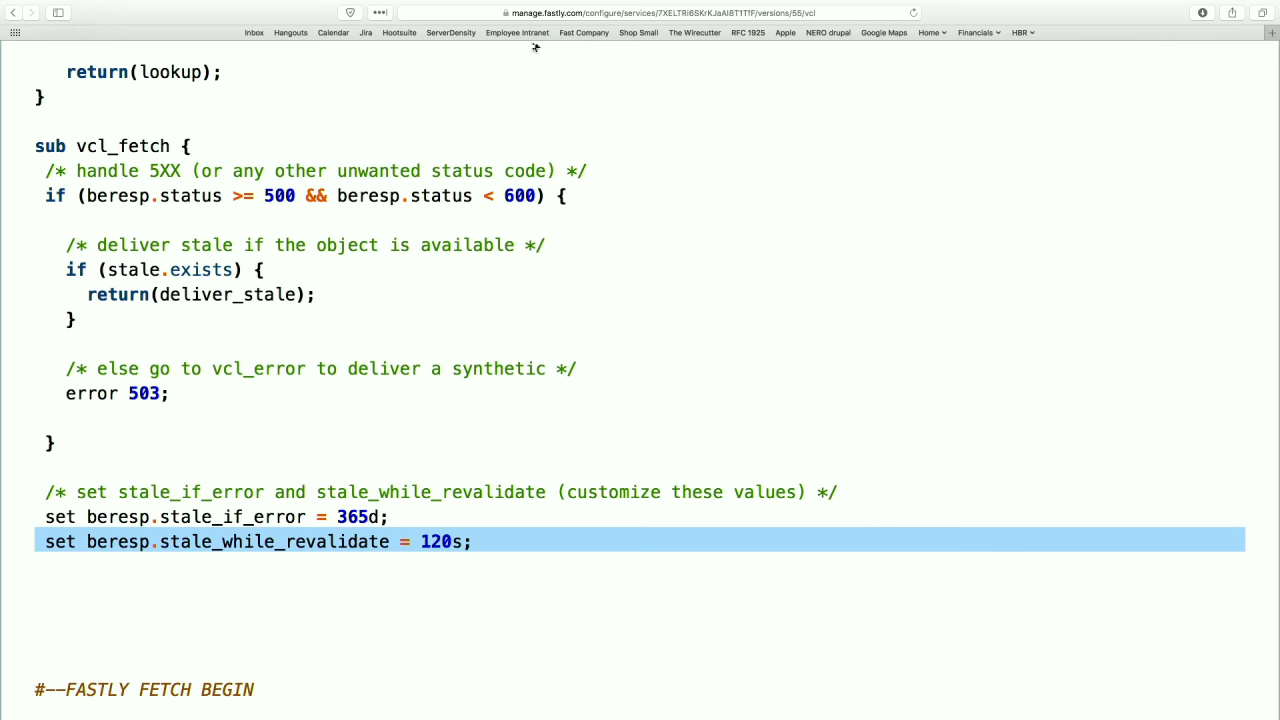 manage.fastly.com/configure/services/7XELTRi6SKrKJaAI8T1TfF/versions/55/vcl
Inbox Hangouts Calendar Jira Hootsuite ServerDensity Employee Intranet Fast Company Shop Small The Wirecutter RFC 1925 Apple NERO drupal Google Maps Home Financials HBR
return(lookup);
}
sub vcl_fetch {
/* handle 5XX (or any other unwanted status code) */
if (beresp.status >= 500 && beresp.status < 600) {
/* deliver stale if the object is available */
if (stale.exists) {
return(deliver_stale);
}
/* else go to vcl_error to deliver a synthetic */
error 503;
}
/* set stale_if_error and stale_while_revalidate (customize these values) */
set beresp.stale_if_error = 365d;
set beresp.stale_while_revalidate = 120s;
#--FASTLY FETCH BEGIN